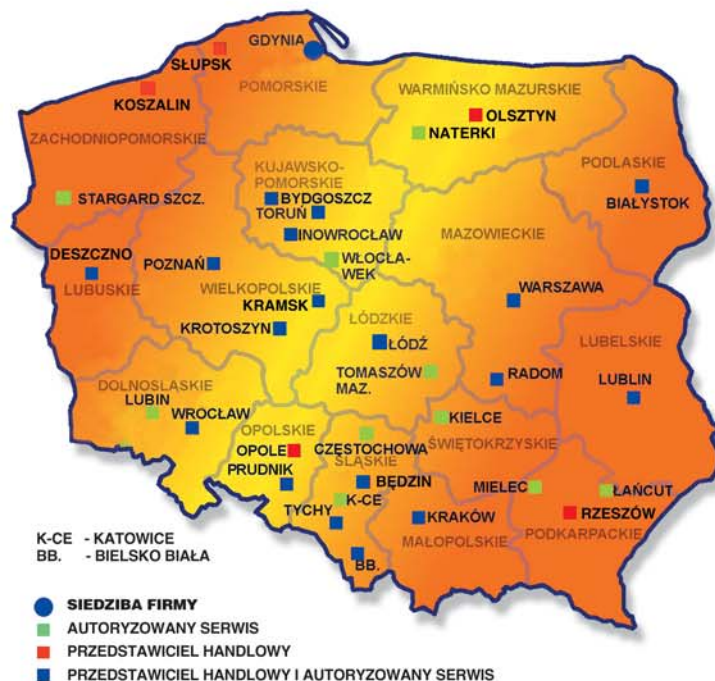 GDYNIA
SŁUPSK
KOSZALIN
POMORSKIE
WARMIŃSKO MAZURSKIE
OLSZTYN
NATERKI
ZACHODNIOPOMORSKIE
KUJAWSKO-
POMORSKIE
PODLASKIE
STARGARD SZCZ.
BYDGOSZCZ
TORUŃ
BIAŁYSTOK
INOWROCŁAW
MAZOWIECKIE
DESZCZNO
POZNAŃ
WŁOCŁA-
WEK
LUBUSKIE
WIELKOPOLSKIE
WARSZAWA
KRAMSK
KROTOSZYN
ŁÓDZKIE
ŁÓDŹ
LUBELSKIE
TOMASZÓW
MAZ.
RADOM
LUBLIN
DOLNOSLĄSKIE
LUBIN
WROCŁAW
KIELCE
OPOLSKIE
CZĘSTOCHOWA
ŚWIĘTOKRZYSKIE
OPOLE
ŚLĄSKIE
PRUDNIK
BĘDZIN
MIELEC
ŁAŃCUT
K-CE
TYCHY
KRAKÓW
RZESZÓW
MAŁOPOLSKIE
PODKARPACKIE
BB.
K-CE - KATOWICE
BB. - BIELSKO BIAŁA
SIEDZIBA FIRMY
AUTORYZOWANY SERWIS
PRZEDSTAWICIEL HANDLOWY
PRZEDSTAWICIEL HANDLOWY I AUTORYZOWANY SERWIS